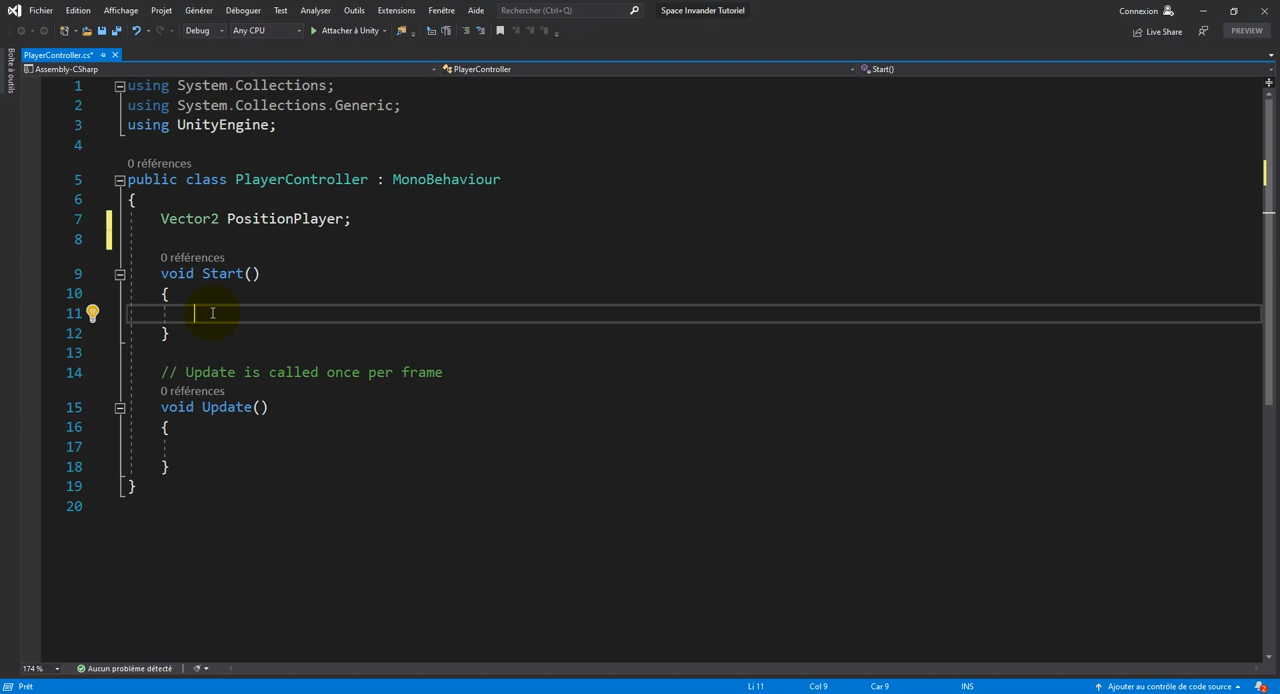 Fichier Edition Affichage Projet Générer Déboguer Test Analyser Outils Extensions Fenêtre Aide Rechercher (Ctrl+Q) Space Invander Tutoriel Connexion
Debug Any CPU Attacher à Unity Live Share PREVIEW
Boîte à outils
PlayerController.cs*
Assembly-CSharp PlayerController Start()
1 using System.Collections;
2 using System.Collections.Generic;
3 using UnityEngine;
4
0 références
5 public class PlayerController : MonoBehaviour
6 {
7 Vector2 PositionPlayer;
8
0 références
9 void Start()
10 {
11
12 }
13
14 // Update is called once per frame
0 références
15 void Update()
16 {
17
18 }
19 }
20
174 % Aucun problème détecté
Prêt Li 11 Col 9 Car 9 INS Ajouter au contrôle de code source 2